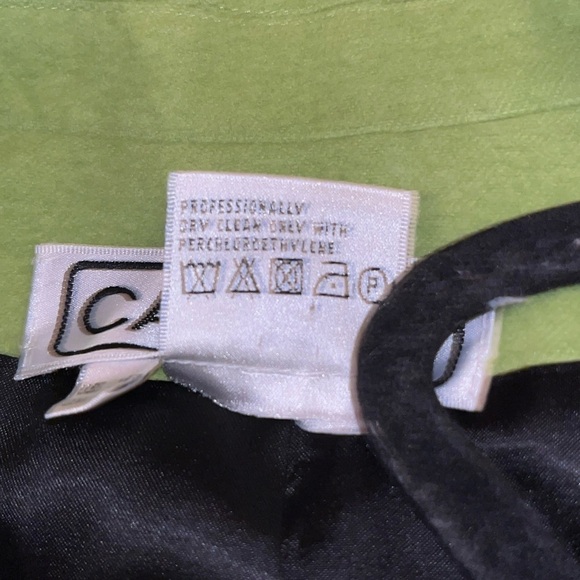 PROFESSIONALLY
DRY CLEAN ONLY WITH
PERCHLOROETHYLENE
CA
P